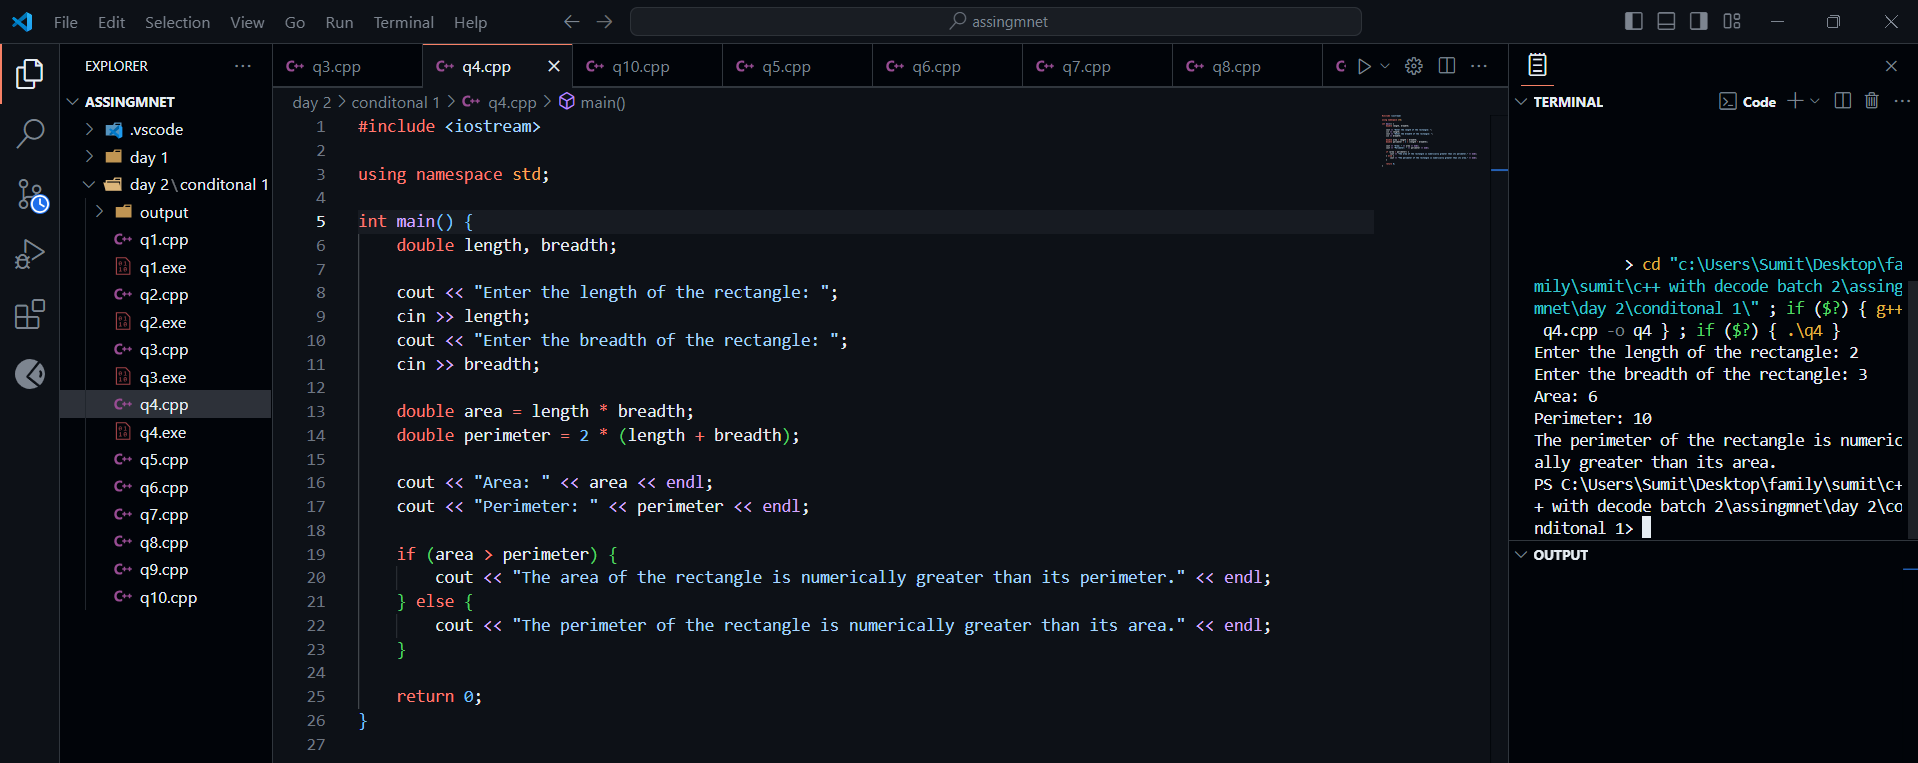 File Edit Selection View Go Run Terminal Help
assingmnet
EXPLORER
ASSINGMNET
.vscode
day 1
day 2\conditonal 1
output
q1.cpp
q1.exe
q2.cpp
q2.exe
q3.cpp
q3.exe
q4.cpp
q4.exe
q5.cpp
q6.cpp
q7.cpp
q8.cpp
q9.cpp
q10.cpp
C++ q3.cpp C++ q4.cpp C++ q10.cpp C++ q5.cpp C++ q6.cpp C++ q7.cpp C++ q8.cpp
day 2 > conditonal 1 > C++ q4.cpp > main()
1 #include <iostream>
2
3 using namespace std;
4
5 int main() {
6 double length, breadth;
7
8 cout << "Enter the length of the rectangle: ";
9 cin >> length;
10 cout << "Enter the breadth of the rectangle: ";
11 cin >> breadth;
12
13 double area = length * breadth;
14 double perimeter = 2 * (length + breadth);
15
16 cout << "Area: " << area << endl;
17 cout << "Perimeter: " << perimeter << endl;
18
19 if (area > perimeter) {
20 cout << "The area of the rectangle is numerically greater than its perimeter." << endl;
21 } else {
22 cout << "The perimeter of the rectangle is numerically greater than its area." << endl;
23 }
24
25 return 0;
26 }
27
TERMINAL
Code
> cd "c:\Users\Sumit\Desktop\fa
mily\sumit\c++ with decode batch 2\assing
mnet\day 2\conditonal 1\" ; if ($?) { g++
q4.cpp -o q4 } ; if ($?) { .\q4 }
Enter the length of the rectangle: 2
Enter the breadth of the rectangle: 3
Area: 6
Perimeter: 10
The perimeter of the rectangle is numeric
ally greater than its area.
PS C:\Users\Sumit\Desktop\family\sumit\c+
+ with decode batch 2\assingmnet\day 2\co
nditonal 1>
OUTPUT